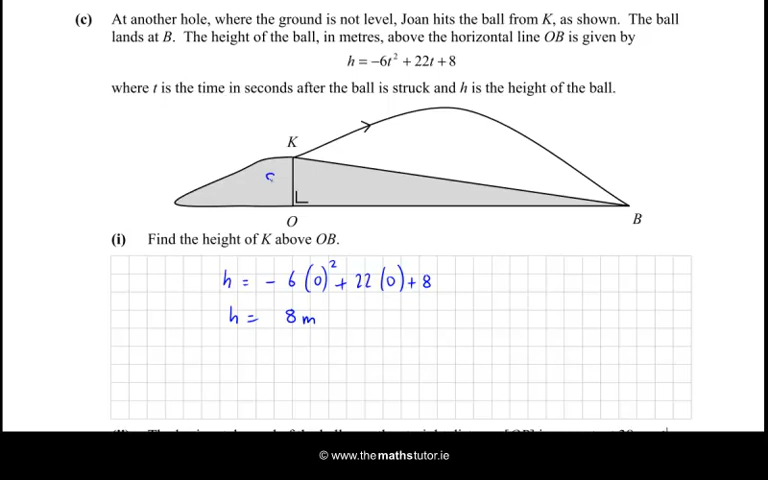 (c) At another hole, where the ground is not level, Joan hits the ball from K, as shown. The ball
lands at B. The height of the ball, in metres, above the horizontal line OB is given by
h = −6t² + 22t + 8
where t is the time in seconds after the ball is struck and h is the height of the ball.
K
O
B
(i) Find the height of K above OB.
h = - 6 (0)² + 22 (0) + 8
h = 8 m
© www.themathstutor.ie